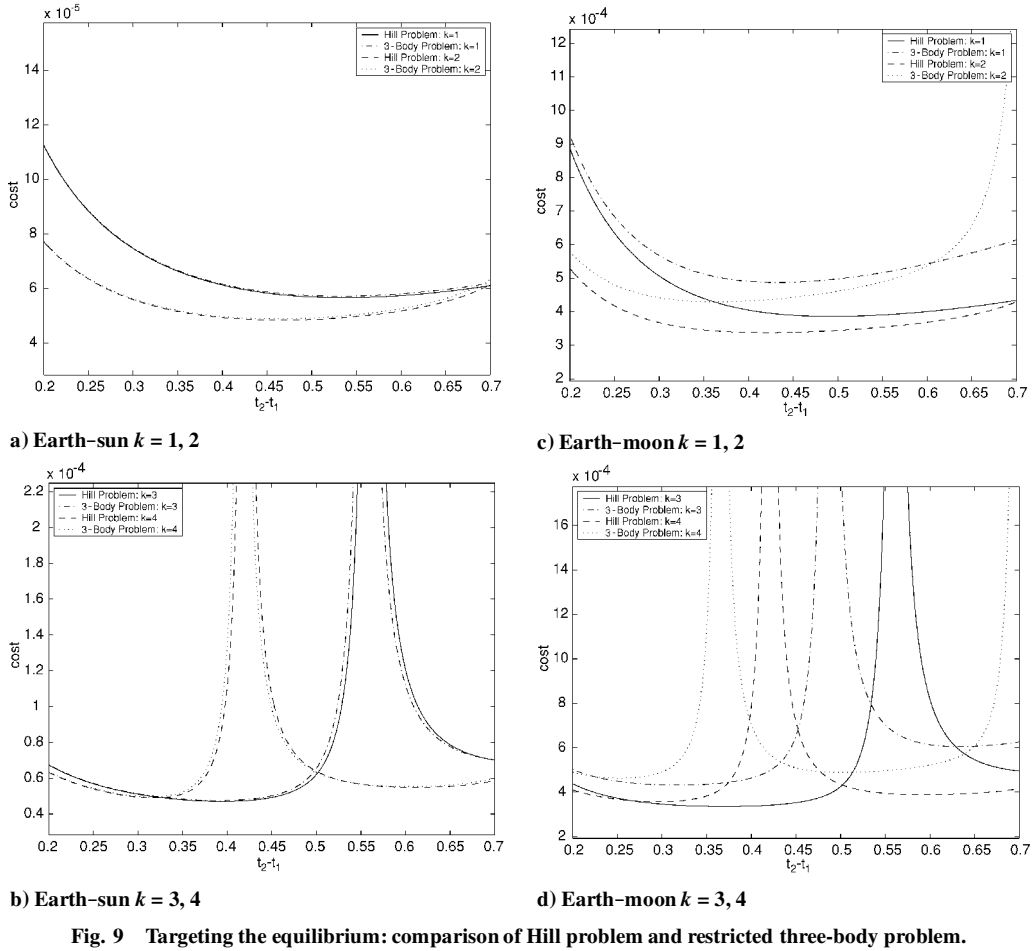 x 10⁻⁵
Hill Problem: k=1
3-Body Problem: k=1
Hill Problem: k=2
3-Body Problem: k=2
14
12
10
8
6
4
cost
0.2 0.25 0.3 0.35 0.4 0.45 0.5 0.55 0.6 0.65 0.7
t₂-t₁
a) Earth–sun k = 1, 2
x 10⁻⁴
Hill Problem: k=1
3-Body Problem: k=1
Hill Problem: k=2
3-Body Problem: k=2
12
11
10
9
8
7
6
5
4
3
2
cost
0.2 0.25 0.3 0.35 0.4 0.45 0.5 0.55 0.6 0.65 0.7
t₂-t₁
c) Earth–moon k = 1, 2
x 10⁻⁴
Hill Problem: k=3
3-Body Problem: k=3
Hill Problem: k=4
3-Body Problem: k=4
2.2
2
1.8
1.6
1.4
1.2
1
0.8
0.6
0.4
cost
0.2 0.25 0.3 0.35 0.4 0.45 0.5 0.55 0.6 0.65 0.7
t₂-t₁
b) Earth–sun k = 3, 4
x 10⁻⁴
Hill Problem: k=3
3-Body Problem: k=3
Hill Problem: k=4
3-Body Problem: k=4
16
14
12
10
8
6
4
2
cost
0.2 0.25 0.3 0.35 0.4 0.45 0.5 0.55 0.6 0.65 0.7
t₂-t₁
d) Earth–moon k = 3, 4
Fig. 9 Targeting the equilibrium: comparison of Hill problem and restricted three-body problem.